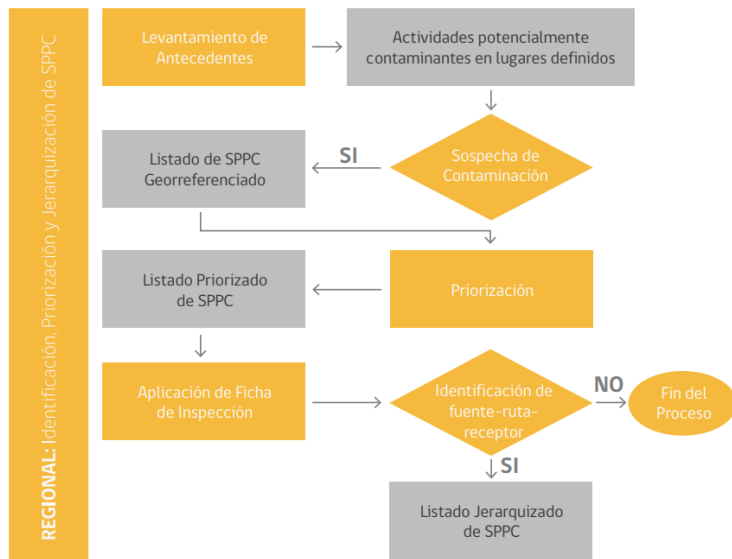 REGIONAL: Identificación, Priorización y Jerarquización de SPPC
Levantamiento de
Antecedentes
Actividades potencialmente
contaminantes en lugares definidos
Listado de SPPC
Georreferenciado
SI
Sospecha de
Contaminación
Listado Priorizado
de SPPC
Priorización
Aplicación de Ficha
de Inspección
Identificación de
fuente-ruta-
receptor
NO
Fin del
Proceso
SI
Listado Jerarquizado
de SPPC